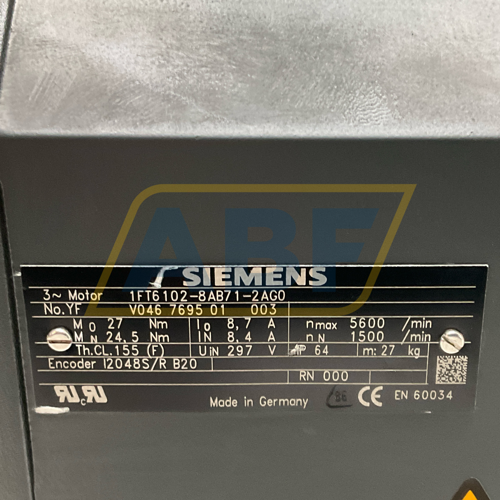 ABF
SIEMENS
3~ Motor 1FT6102-8AB71-2AG0
No.YF V046 7695 01 003
M0 27 Nm I0 8,7 A nmax 5600 /min
MN 24.5 Nm IN 8.4 A nN 1500 /min
Th.CL.155 (F) UIN 297 V IP 64 m: 27 kg
Encoder I2048S/R B20 RN 000
Made in Germany 96 CE EN 60034